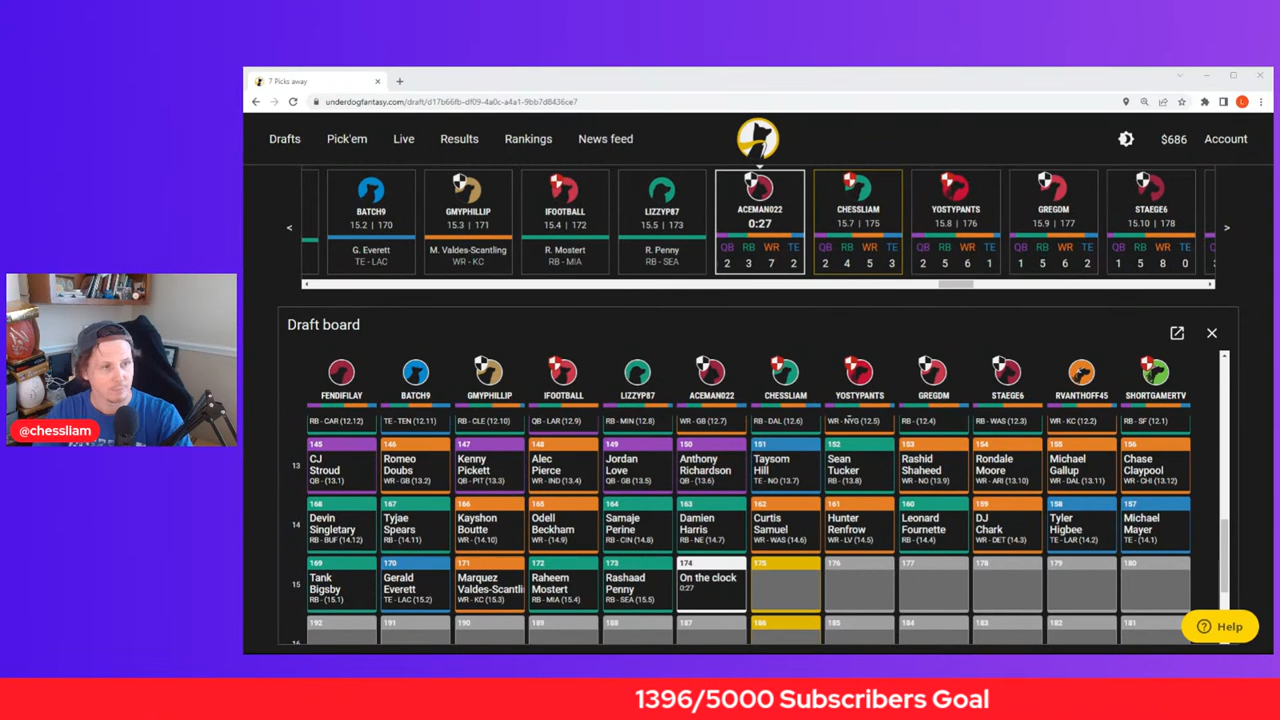 7 Picks away
underdogfantasy.com/draft/d17b66fb-df09-4a0c-a4a1-9bb7d8436ce7
Drafts Pick'em Live Results Rankings News feed $686 Account
BATCH9 GMYPHILLIP IFOOTBALL LIZZYP87 ACEMAN022 CHESSLIAM YOSTYPANTS GREGDM STAEGE6
15.2 | 170 15.3 | 171 15.4 | 172 15.5 | 173 0:27 15.7 | 175 15.8 | 176 15.9 | 177 15.10 | 178
G. Everett M. Valdes-Scantling R. Mostert R. Penny QB RB WR TE QB RB WR TE QB RB WR TE QB RB WR TE QB RB WR TE
TE - LAC WR - KC RB - MIA RB - SEA 2 3 7 2 2 4 5 3 2 5 6 1 1 5 6 2 1 5 8 0
Draft board
FENDIFILAY BATCH9 GMYPHILLIP IFOOTBALL LIZZYP87 ACEMAN022 CHESSLIAM YOSTYPANTS GREGDM STAEGE6 RVANTHOFF45 SHORTGAMERTV
RB - CAR (12.12) TE - TEN (12.11) RB - CLE (12.10) QB - LAR (12.9) RB - MIN (12.8) WR - GB (12.7) RB - DAL (12.6) WR - NYG (12.5) RB - (12.4) RB - WAS (12.3) WR - KC (12.2) RB - SF (12.1)
145 146 147 148 149 150 151 152 153 154 155 156
13 CJ Romeo Kenny Alec Jordan Anthony Taysom Sean Rashid Rondale Michael Chase
Stroud Doubs Pickett Pierce Love Richardson Hill Tucker Shaheed Moore Gallup Claypool
QB - (13.1) WR - GB (13.2) QB - PIT (13.3) WR - IND (13.4) QB - GB (13.5) QB - (13.6) TE - NO (13.7) RB - (13.8) WR - NO (13.9) WR - ARI (13.10) WR - DAL (13.11) WR - CHI (13.12)
168 167 166 165 164 163 162 161 160 159 158 157
14 Devin Tyjae Kayshon Odell Samaje Damien Curtis Hunter Leonard DJ Tyler Michael
Singletary Spears Boutte Beckham Perine Harris Samuel Renfrow Fournette Chark Higbee Mayer
RB - BUF (14.12) RB - (14.11) WR - (14.10) WR - (14.9) RB - CIN (14.8) RB - NE (14.7) WR - WAS (14.6) WR - LV (14.5) RB - (14.4) WR - DET (14.3) TE - LAR (14.2) TE - (14.1)
169 170 171 172 173 174 175 176 177 178 179 180
15 Tank Gerald Marquez Raheem Rashaad On the clock
Bigsby Everett Valdes-Scantli Mostert Penny 0:27
RB - (15.1) TE - LAC (15.2) WR - KC (15.3) RB - MIA (15.4) RB - SEA (15.5)
192 191 190 189 188 187 186 185 184 183 182 181
Help
@chessliam
1396/5000 Subscribers Goal